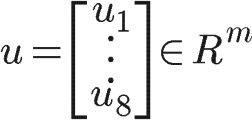 u = [u₁ ⋮ u₈] ∈ Rᵐ